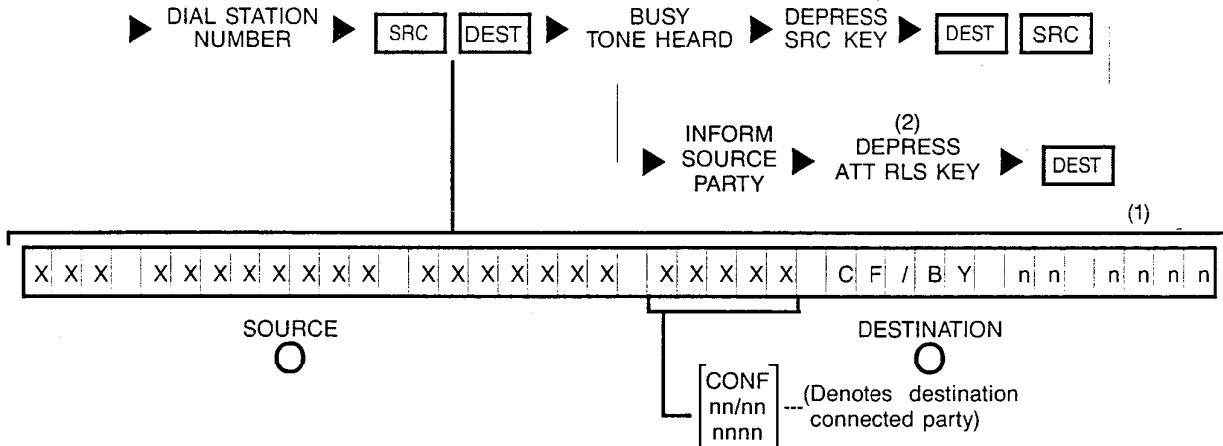 DIAL STATION NUMBER SRC DEST BUSY TONE HEARD DEPRESS SRC KEY DEST SRC
INFORM SOURCE PARTY (2) DEPRESS ATT RLS KEY DEST
(1)
X X X X X X X X X X X X X X X X X X X X X X X C F / B Y n n n n n n
SOURCE DESTINATION
CONF
nn/nn
nnnn
---(Denotes destination
connected party)